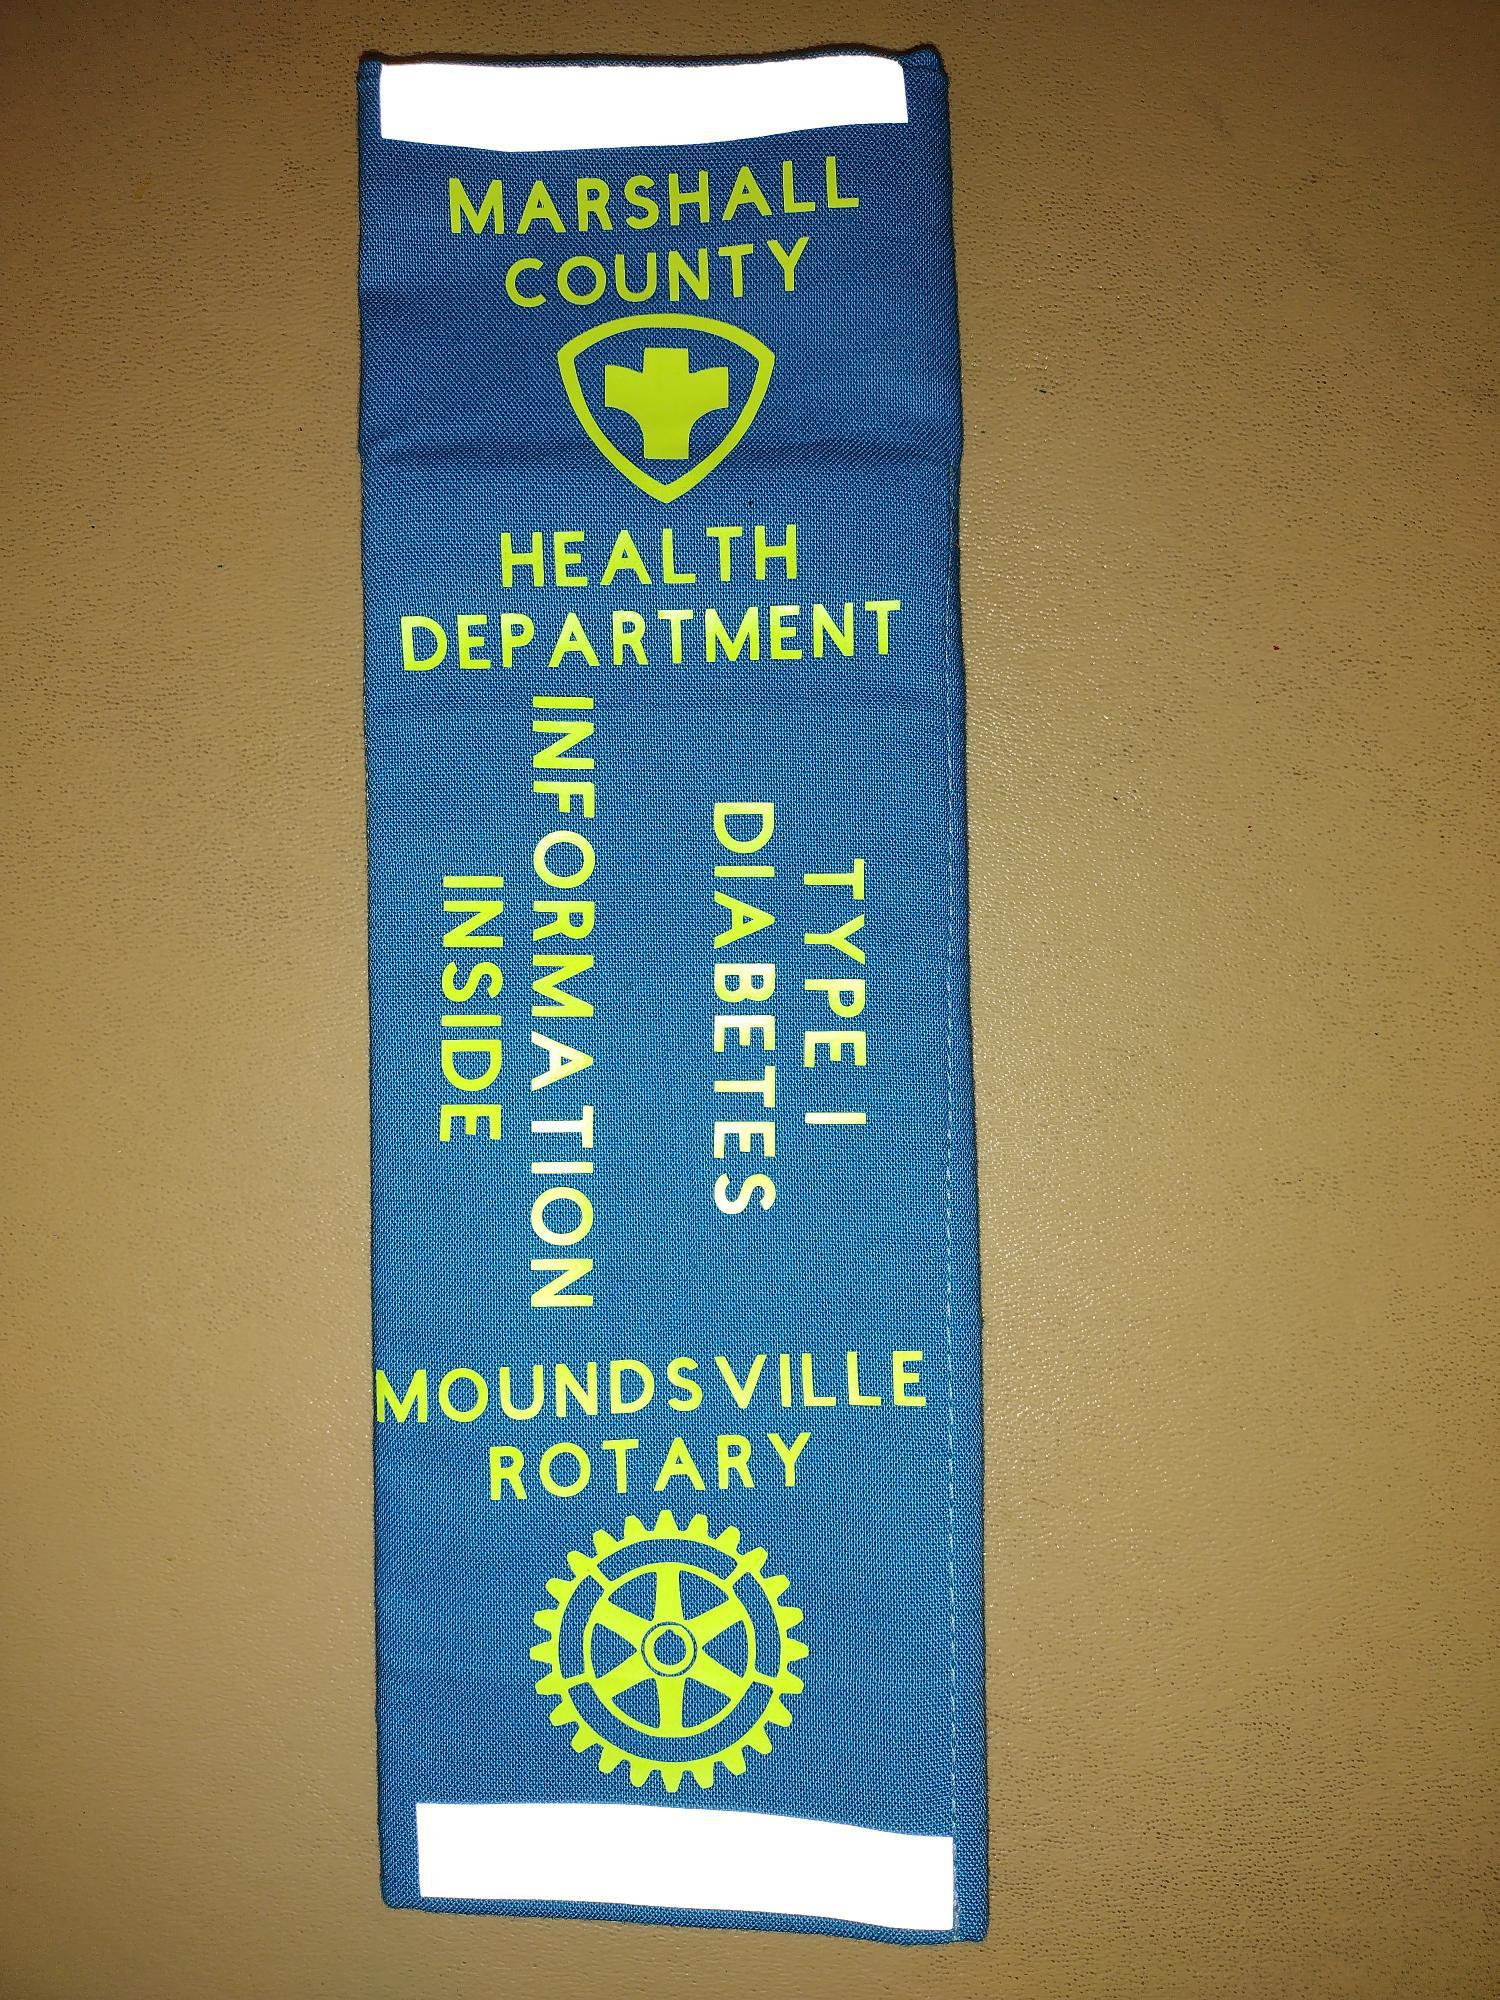 MARSHALL
COUNTY
HEALTH
DEPARTMENT
TYPE I
DIABETES
INFORMATION
INSIDE
MOUNDSVILLE
ROTARY